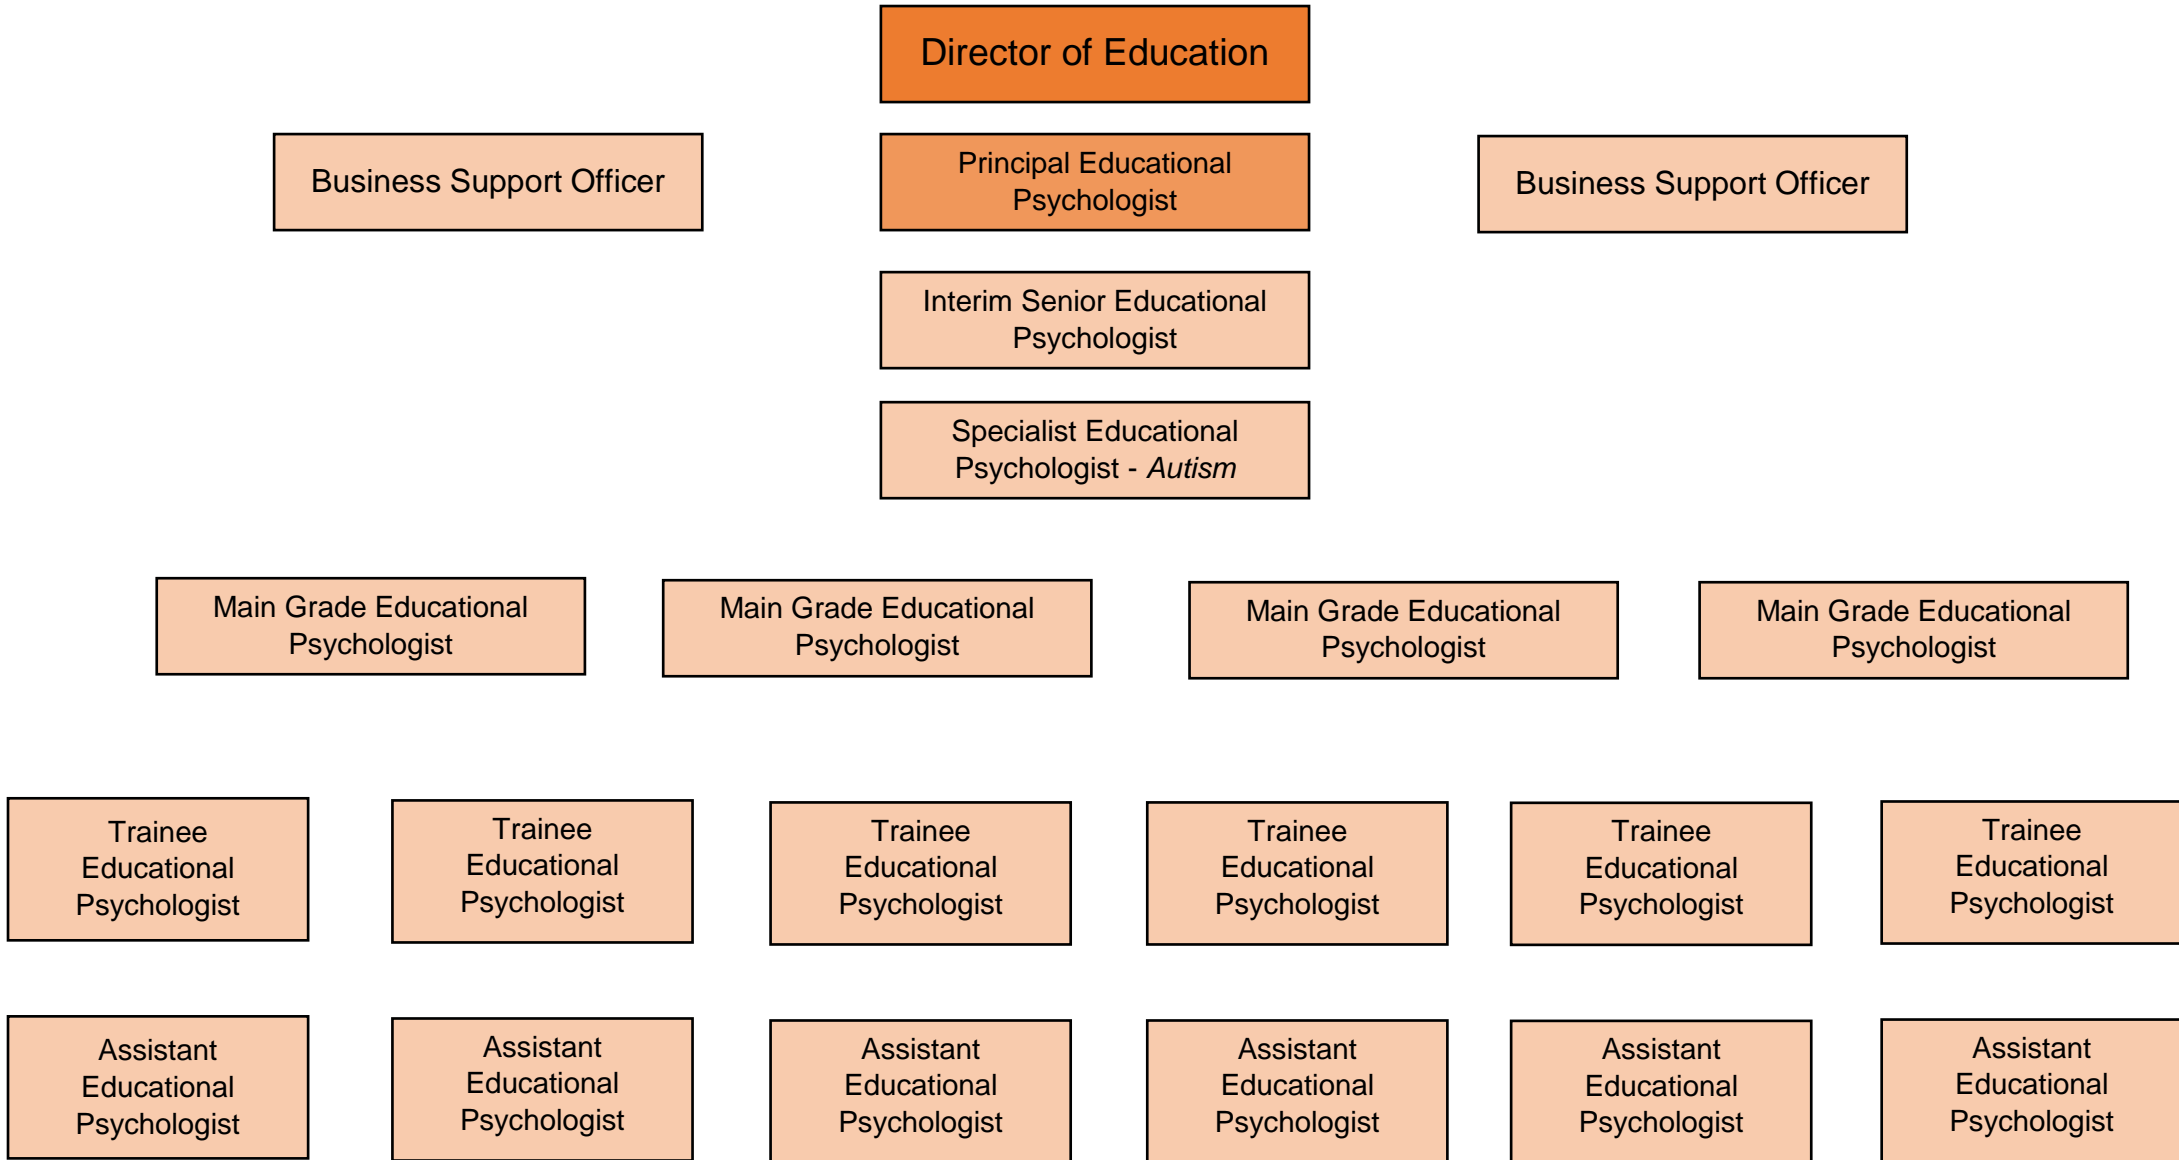 Director of Education
Business Support Officer
Principal Educational
Psychologist
Business Support Officer
Interim Senior Educational
Psychologist
Specialist Educational
Psychologist - Autism
Main Grade Educational
Psychologist
Main Grade Educational
Psychologist
Main Grade Educational
Psychologist
Main Grade Educational
Psychologist
Trainee
Educational
Psychologist
Trainee
Educational
Psychologist
Trainee
Educational
Psychologist
Trainee
Educational
Psychologist
Trainee
Educational
Psychologist
Trainee
Educational
Psychologist
Assistant
Educational
Psychologist
Assistant
Educational
Psychologist
Assistant
Educational
Psychologist
Assistant
Educational
Psychologist
Assistant
Educational
Psychologist
Assistant
Educational
Psychologist